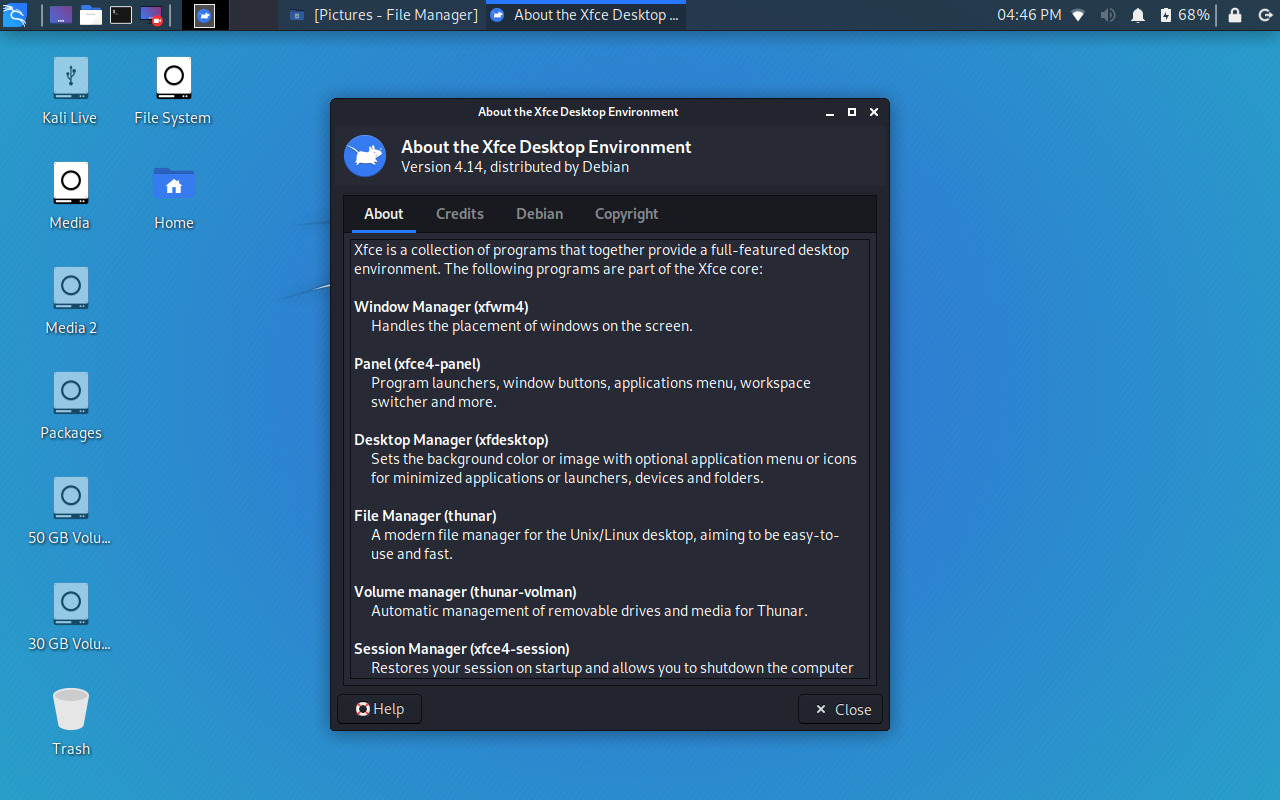 [Pictures - File Manager]
About the Xfce Desktop ...
04:46 PM
68%
Kali Live
File System
Media
Home
Media 2
Packages
50 GB Volu...
30 GB Volu...
Trash
About the Xfce Desktop Environment
About the Xfce Desktop Environment
Version 4.14, distributed by Debian
About
Credits
Debian
Copyright
Xfce is a collection of programs that together provide a full-featured desktop
environment. The following programs are part of the Xfce core:
Window Manager (xfwm4)
Handles the placement of windows on the screen.
Panel (xfce4-panel)
Program launchers, window buttons, applications menu, workspace
switcher and more.
Desktop Manager (xfdesktop)
Sets the background color or image with optional application menu or icons
for minimized applications or launchers, devices and folders.
File Manager (thunar)
A modern file manager for the Unix/Linux desktop, aiming to be easy-to-
use and fast.
Volume manager (thunar-volman)
Automatic management of removable drives and media for Thunar.
Session Manager (xfce4-session)
Restores your session on startup and allows you to shutdown the computer
Help
Close